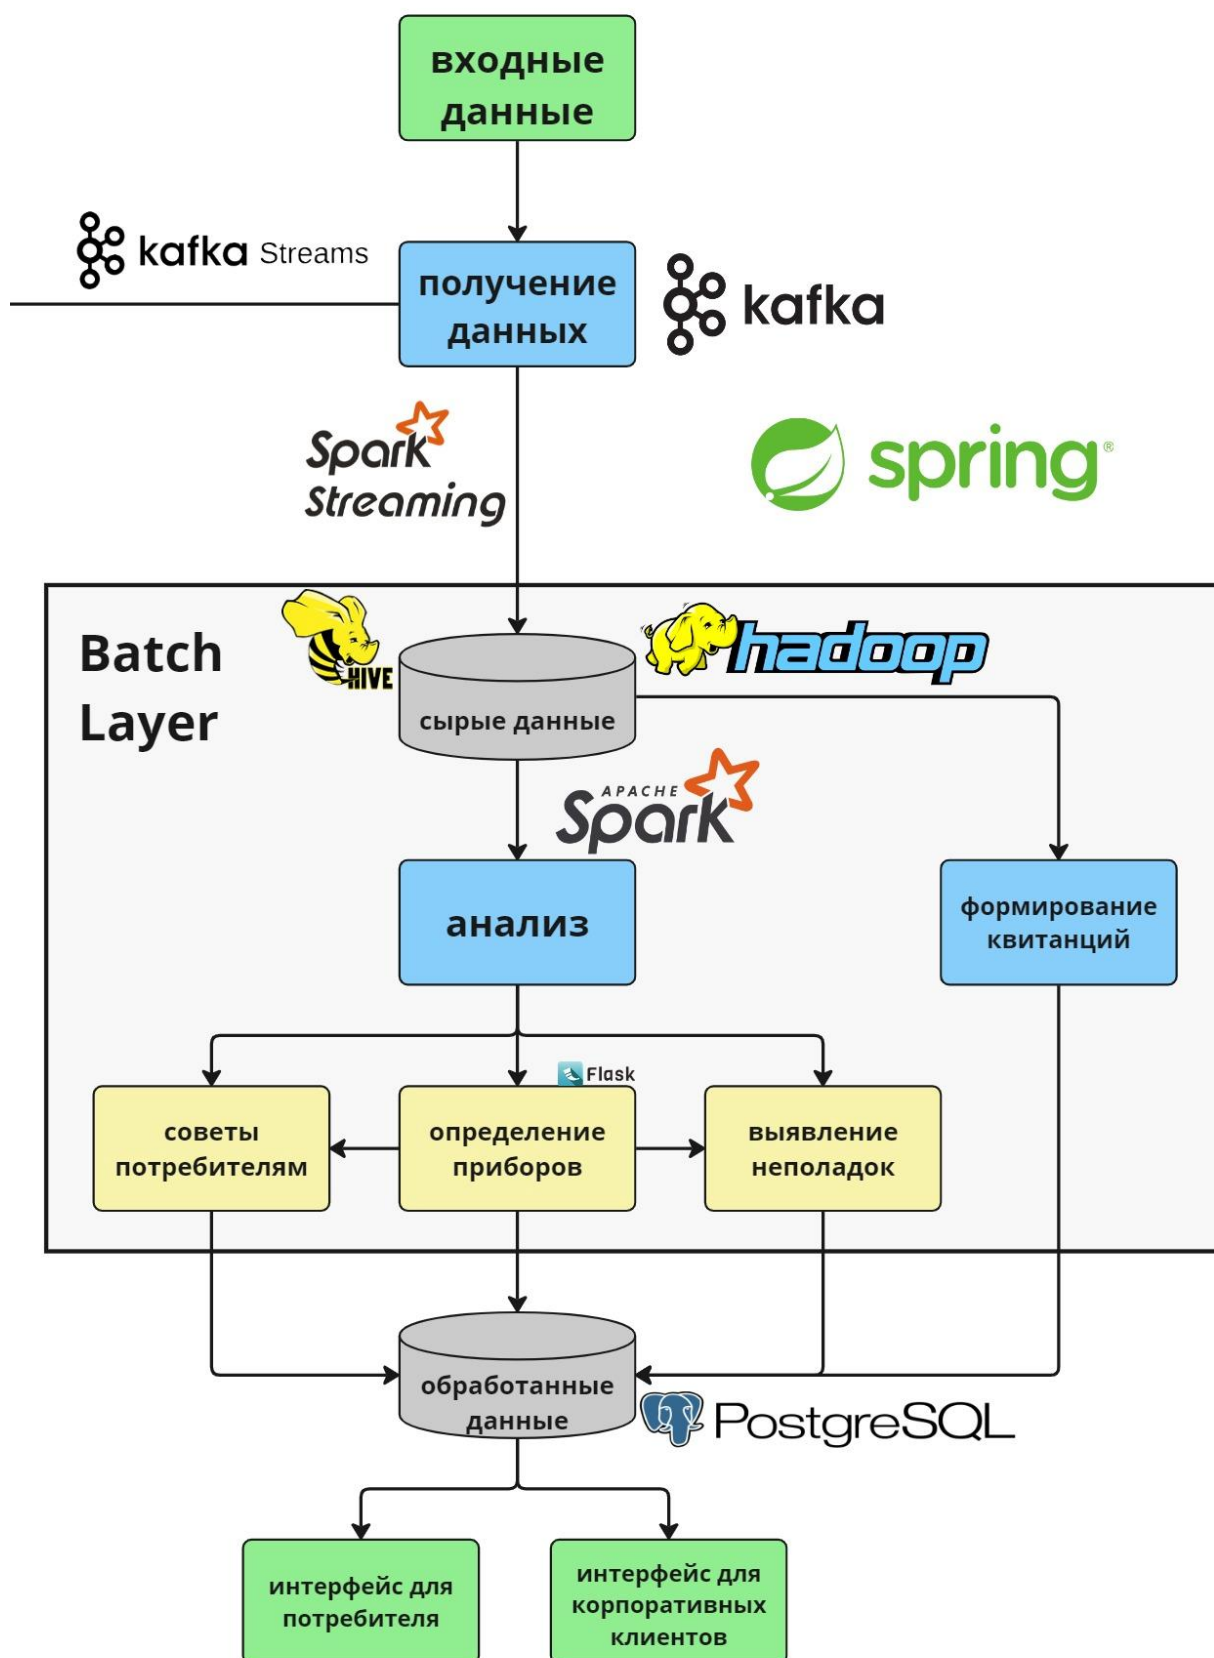 входные
данные
kafka Streams
получение
данных
kafka
Spark
Streaming
spring®
Batch
Layer
HIVE
hadoop
сырые данные
APACHE
Spark
анализ
формирование
квитанций
Flask
советы
потребителям
определение
приборов
выявление
неполадок
обработанные
данные
PostgreSQL
интерфейс для
потребителя
интерфейс для
корпоративных
клиентов